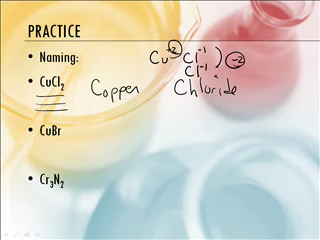 PRACTICE
• Naming:
Cu+2 Cl-1 ) -2
Cl-1
• CuCl2
Copper Chloride
• CuBr
• Cr3N2